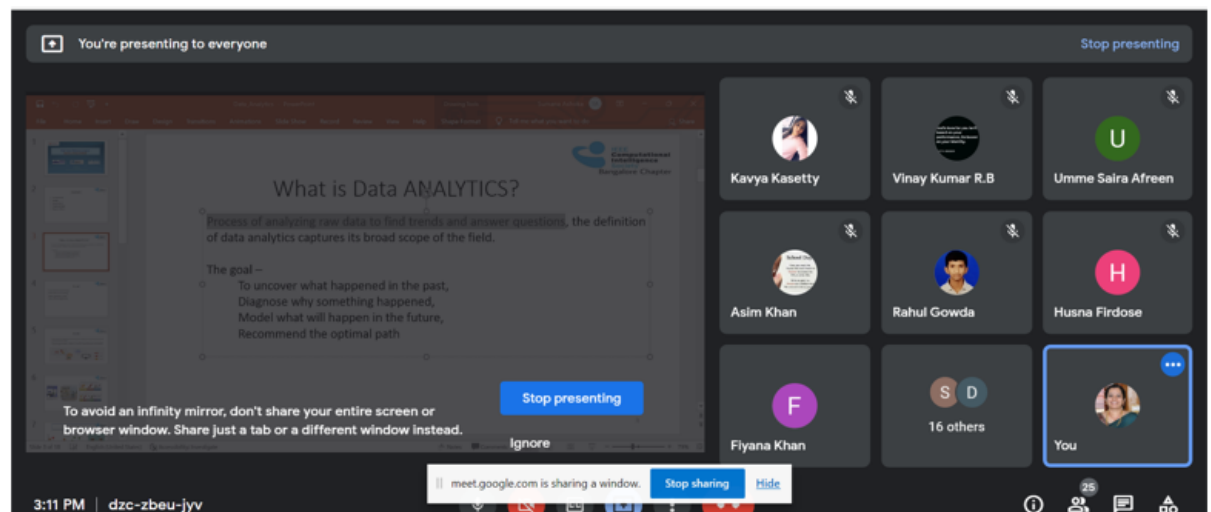 You're presenting to everyone
Stop presenting
IEEE
Computational
Intelligence
Bangalore Chapter
What is Data ANALYTICS?
Process of analyzing raw data to find trends and answer questions, the definition
of data analytics captures its broad scope of the field.
The goal –
To uncover what happened in the past,
Diagnose why something happened,
Model what will happen in the future,
Recommend the optimal path
To avoid an infinity mirror, don't share your entire screen or
browser window. Share just a tab or a different window instead.
Stop presenting
Ignore
Kavya Kasetty
Vinay Kumar R.B
U
Umme Saira Afreen
Asim Khan
Rahul Gowda
H
Husna Firdose
F
Fiyana Khan
S D
16 others
You
meet.google.com is sharing a window.
Stop sharing
Hide
3:11 PM | dzc-zbeu-jyv
25